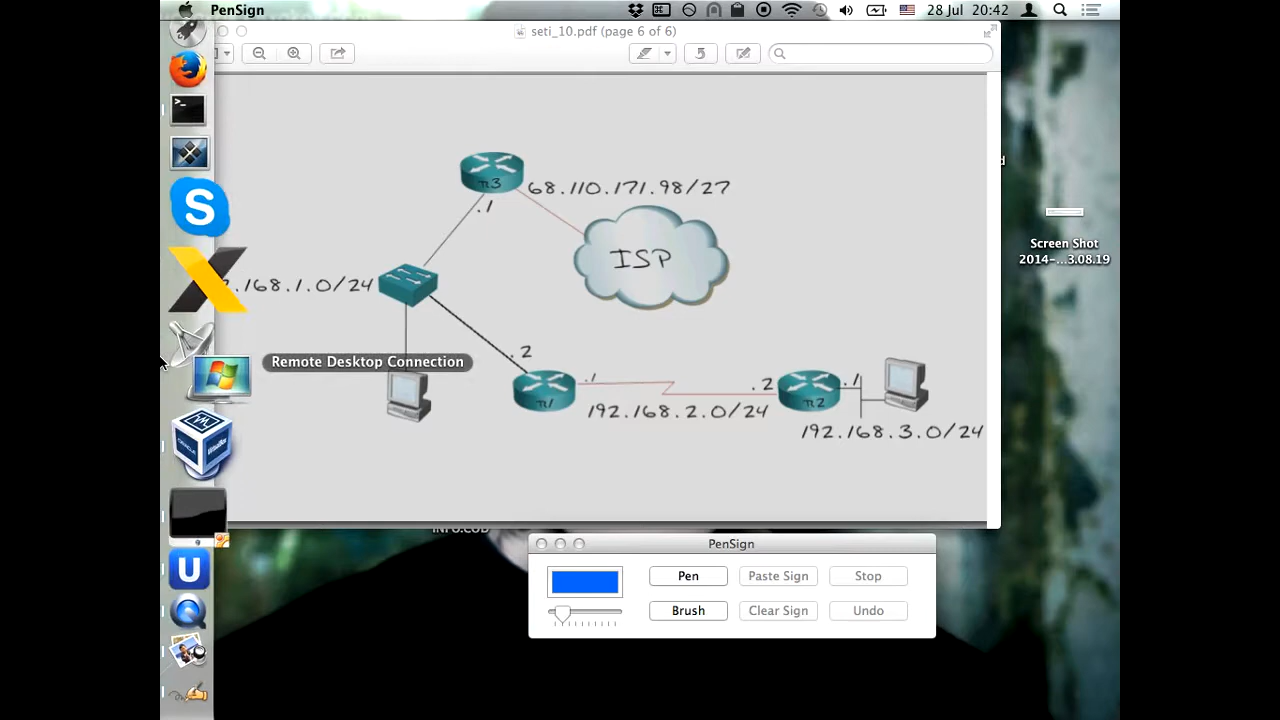 PenSign
28 Jul 20:42
seti_10.pdf (page 6 of 6)
r3
68.110.171.98/27
.1
ISP
.168.1.0/24
Screen Shot
2014-...3.08.19
Remote Desktop Connection
.2
r1
.1
192.168.2.0/24
.2
r2
.1
192.168.3.0/24
PenSign
Pen
Paste Sign
Stop
Brush
Clear Sign
Undo